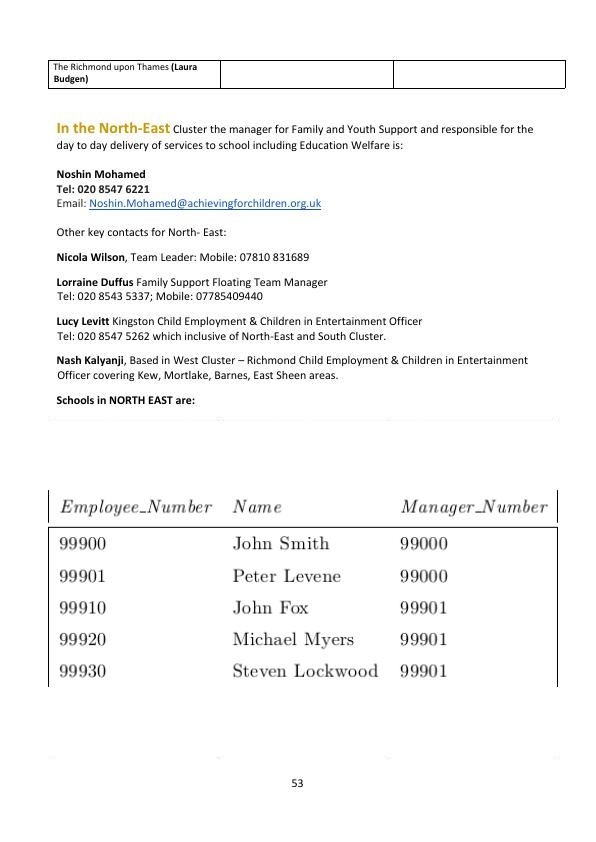 The Richmond upon Thames (Laura
Budgen)
In the North-East Cluster the manager for Family and Youth Support and responsible for the
day to day delivery of services to school including Education Welfare is:
Noshin Mohamed
Tel: 020 8547 6221
Email: Noshin.Mohamed@achievingforchildren.org.uk
Other key contacts for North- East:
Nicola Wilson, Team Leader: Mobile: 07810 831689
Lorraine Duffus Family Support Floating Team Manager
Tel: 020 8543 5337; Mobile: 07785409440
Lucy Levitt Kingston Child Employment & Children in Entertainment Officer
Tel: 020 8547 5262 which inclusive of North-East and South Cluster.
Nash Kalyanji, Based in West Cluster – Richmond Child Employment & Children in Entertainment
Officer covering Kew, Mortlake, Barnes, East Sheen areas.
Schools in NORTH EAST are:
Employee_Number Name Manager_Number
99900 John Smith 99000
99901 Peter Levene 99000
99910 John Fox 99901
99920 Michael Myers 99901
99930 Steven Lockwood 99901
53